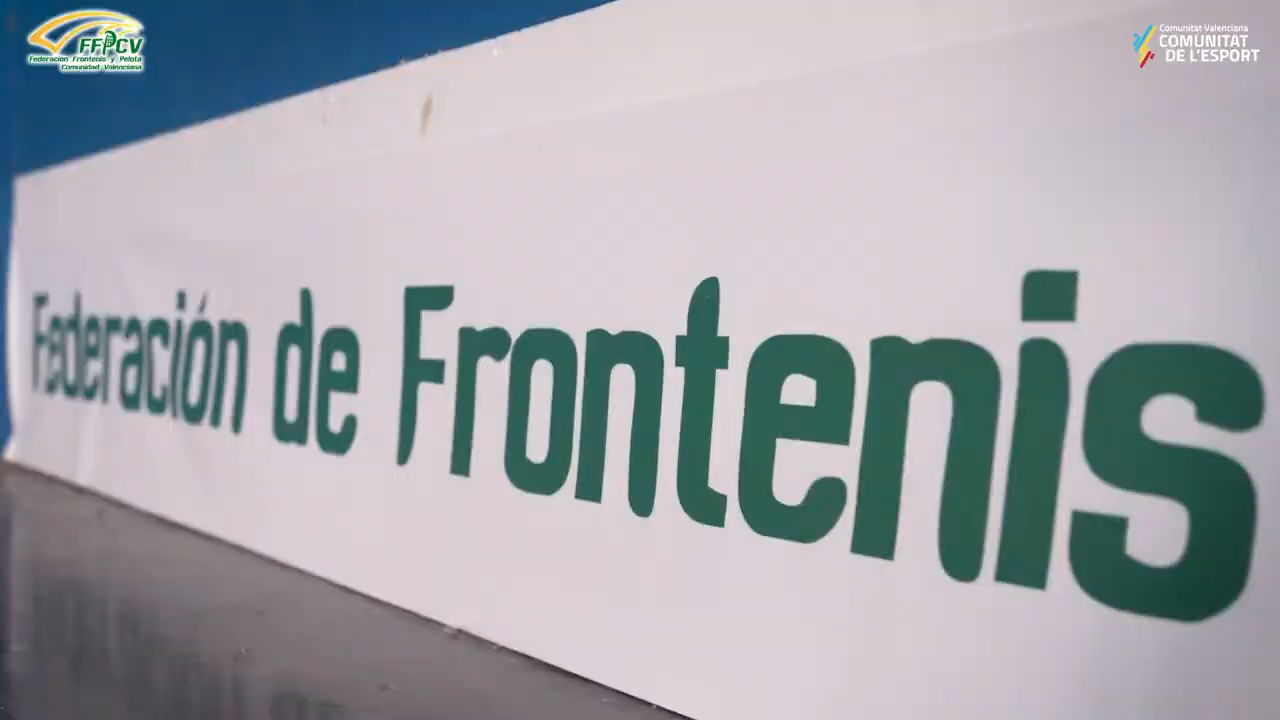 FFPCV
Federación Frontenis y Pelota
Comunidad Valenciana
Comunitat Valenciana
COMUNITAT
DE L'ESPORT
Federación de Frontenis